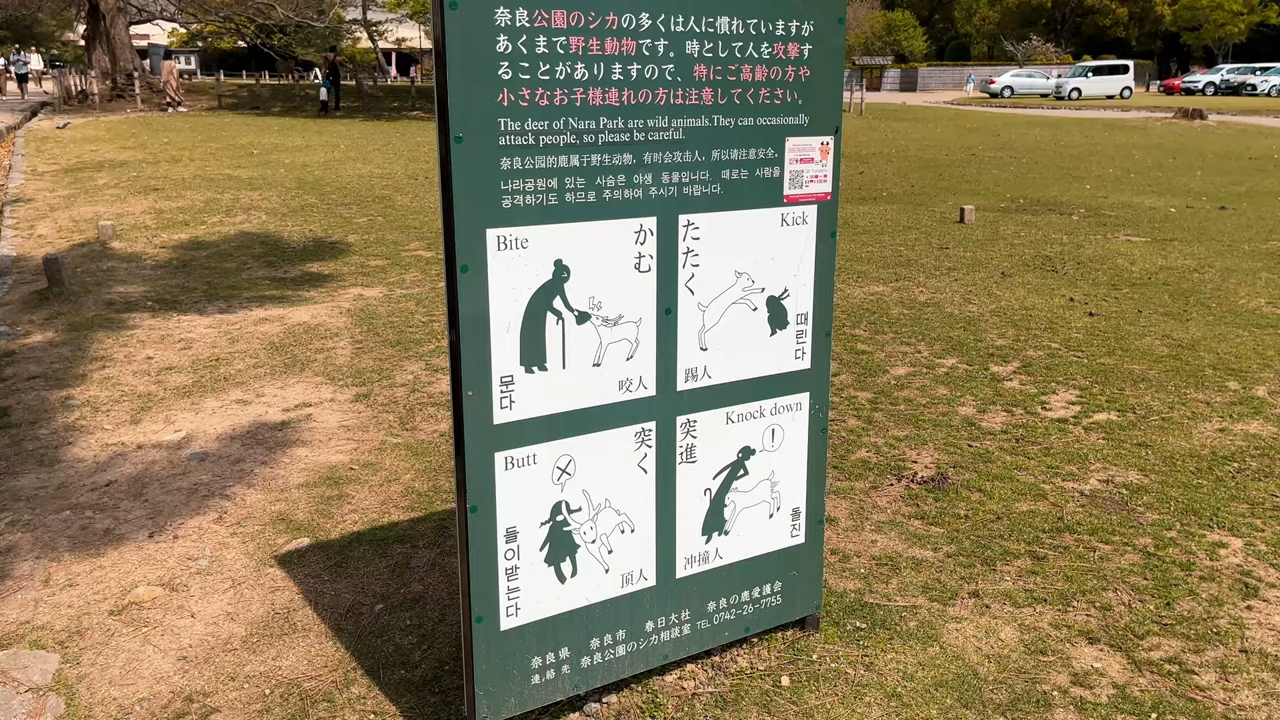 奈良公園のシカの多くは人に慣れていますが
あくまで野生動物です。時として人を攻撃す
ることがありますので、特にご高齢の方や
小さなお子様連れの方は注意してください。
The deer of Nara Park are wild animals.They can occasionally
attack people, so please be careful.
奈良公园的鹿属于野生动物，有时会攻击人，所以请注意安全。
나라공원에 있는 사슴은 야생 동물입니다. 때로는 사람을
공격하기도 하므로 주의하여 주시기 바랍니다.
Bite
かむ
문다
咬人
たたく
Kick
때린다
踢人
Butt
突く
들이받는다
顶人
突進
Knock down
!
돌진
冲撞人
奈良県 奈良市 春日大社 奈良の鹿愛護会
連絡先 奈良公園のシカ相談室 TEL 0742-26-7755